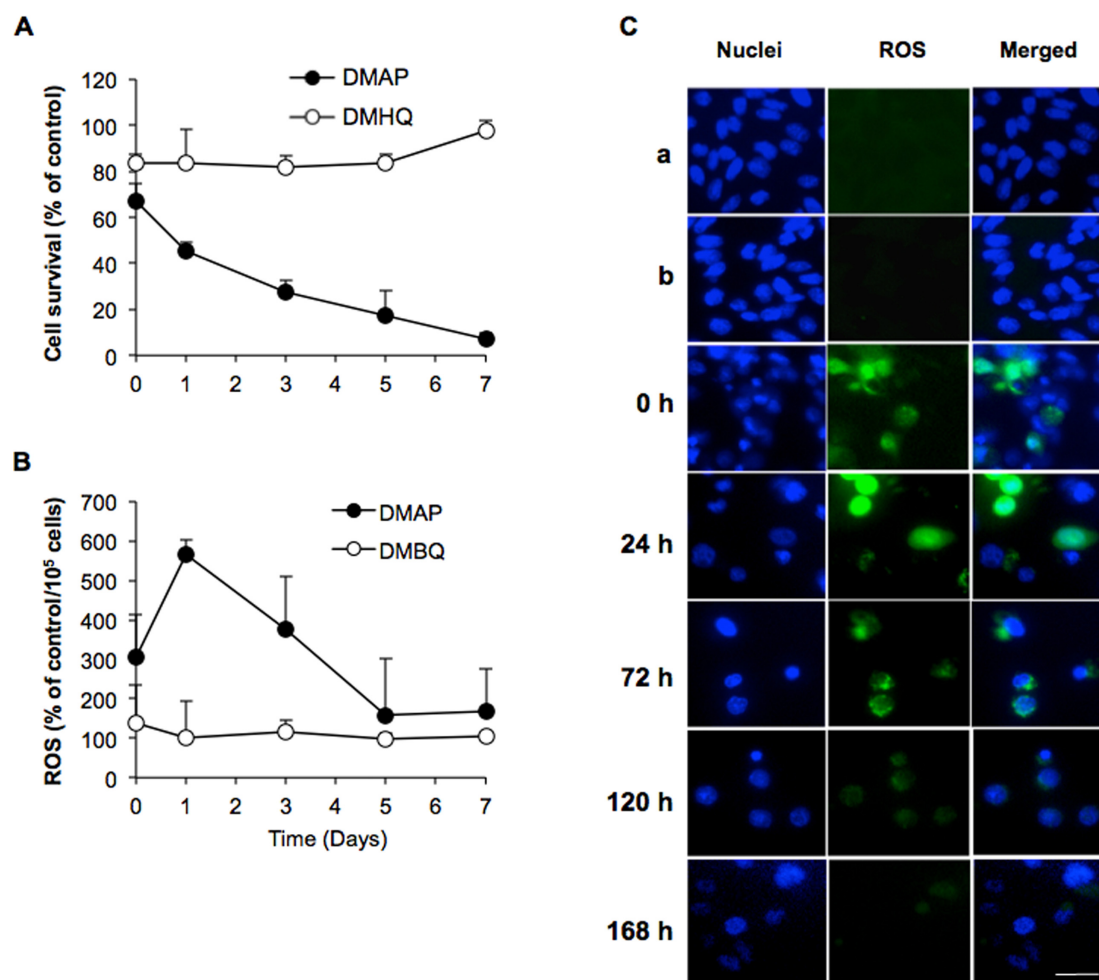 A
Cell survival (% of control)
120
100
80
60
40
20
0
DMAP
DMHQ
0 1 2 3 4 5 6 7
B
ROS (% of control/10⁵ cells)
700
600
500
400
300
200
100
0
DMAP
DMBQ
0 1 2 3 4 5 6 7
Time (Days)
C
Nuclei ROS Merged
a
b
0 h
24 h
72 h
120 h
168 h